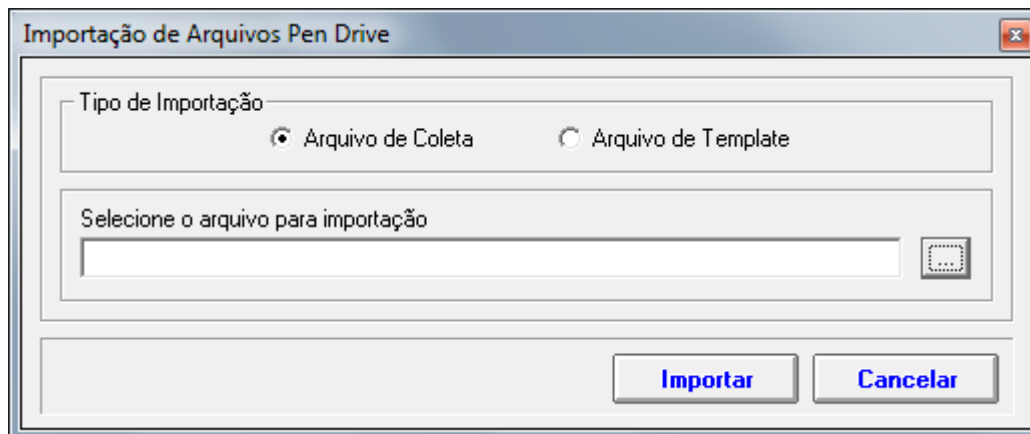 Importação de Arquivos Pen Drive
Tipo de Importação
Arquivo de Coleta Arquivo de Template
Selecione o arquivo para importação
...
Importar Cancelar